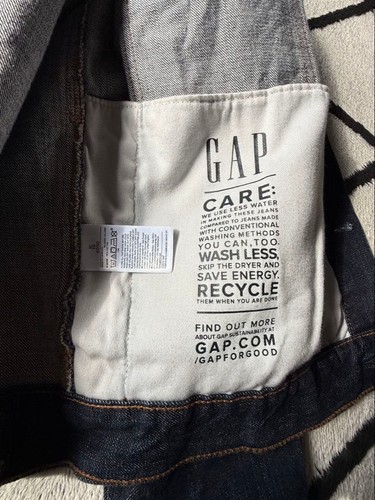 GAP
CARE:
WE USE LESS WATER
IN MAKING THESE JEANS
COMPARED TO JEANS MADE
WITH CONVENTIONAL
WASHING METHODS
YOU CAN, TOO.
WASH LESS,
SKIP THE DRYER AND
SAVE ENERGY.
RECYCLE
THEM WHEN YOU ARE DONE
FIND OUT MORE
ABOUT GAP SUSTAINABILITY AT
GAP.COM
/GAPFORGOOD